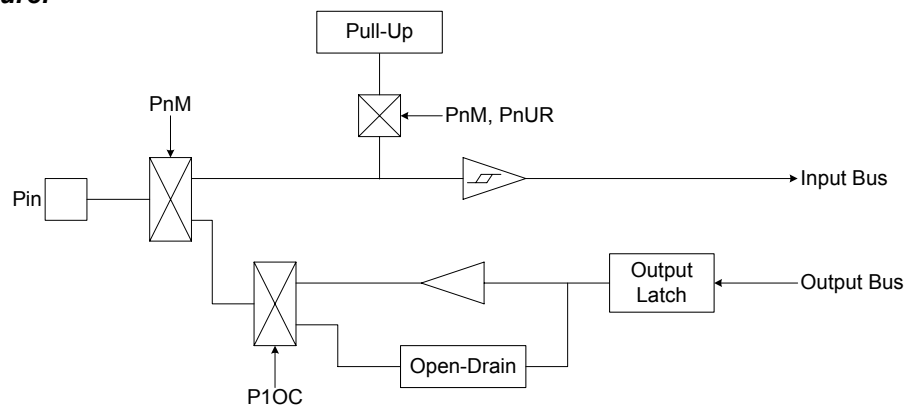 Pull-Up
PnM
PnM, PnUR
Pin
Input Bus
Output
Latch
Output Bus
Open-Drain
P1OC